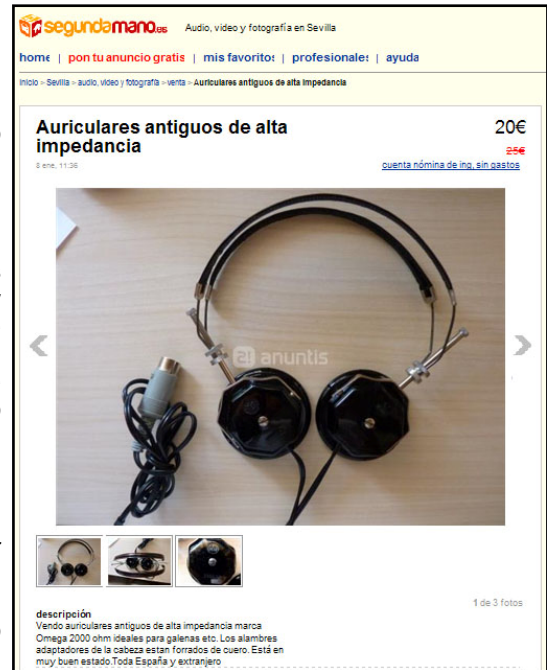 segundamano.es Audio, video y fotografía en Sevilla
home | pon tu anuncio gratis | mis favoritos | profesionales | ayuda
Inicio » Sevilla » audio, video y fotografía » venta » Auriculares antiguos de alta impedancia
Auriculares antiguos de alta
impedancia
20€
25€
8 ene, 11:36
cuenta nómina de ing, sin gastos
anuntis
1 de 3 fotos
descripción
Vendo auriculares antiguos de alta impedancia marca
Omega 2000 ohm ideales para galenas etc. Los alambres
adaptadores de la cabeza estan forrados de cuero. Está en
muy buen estado.Toda España y extranjero